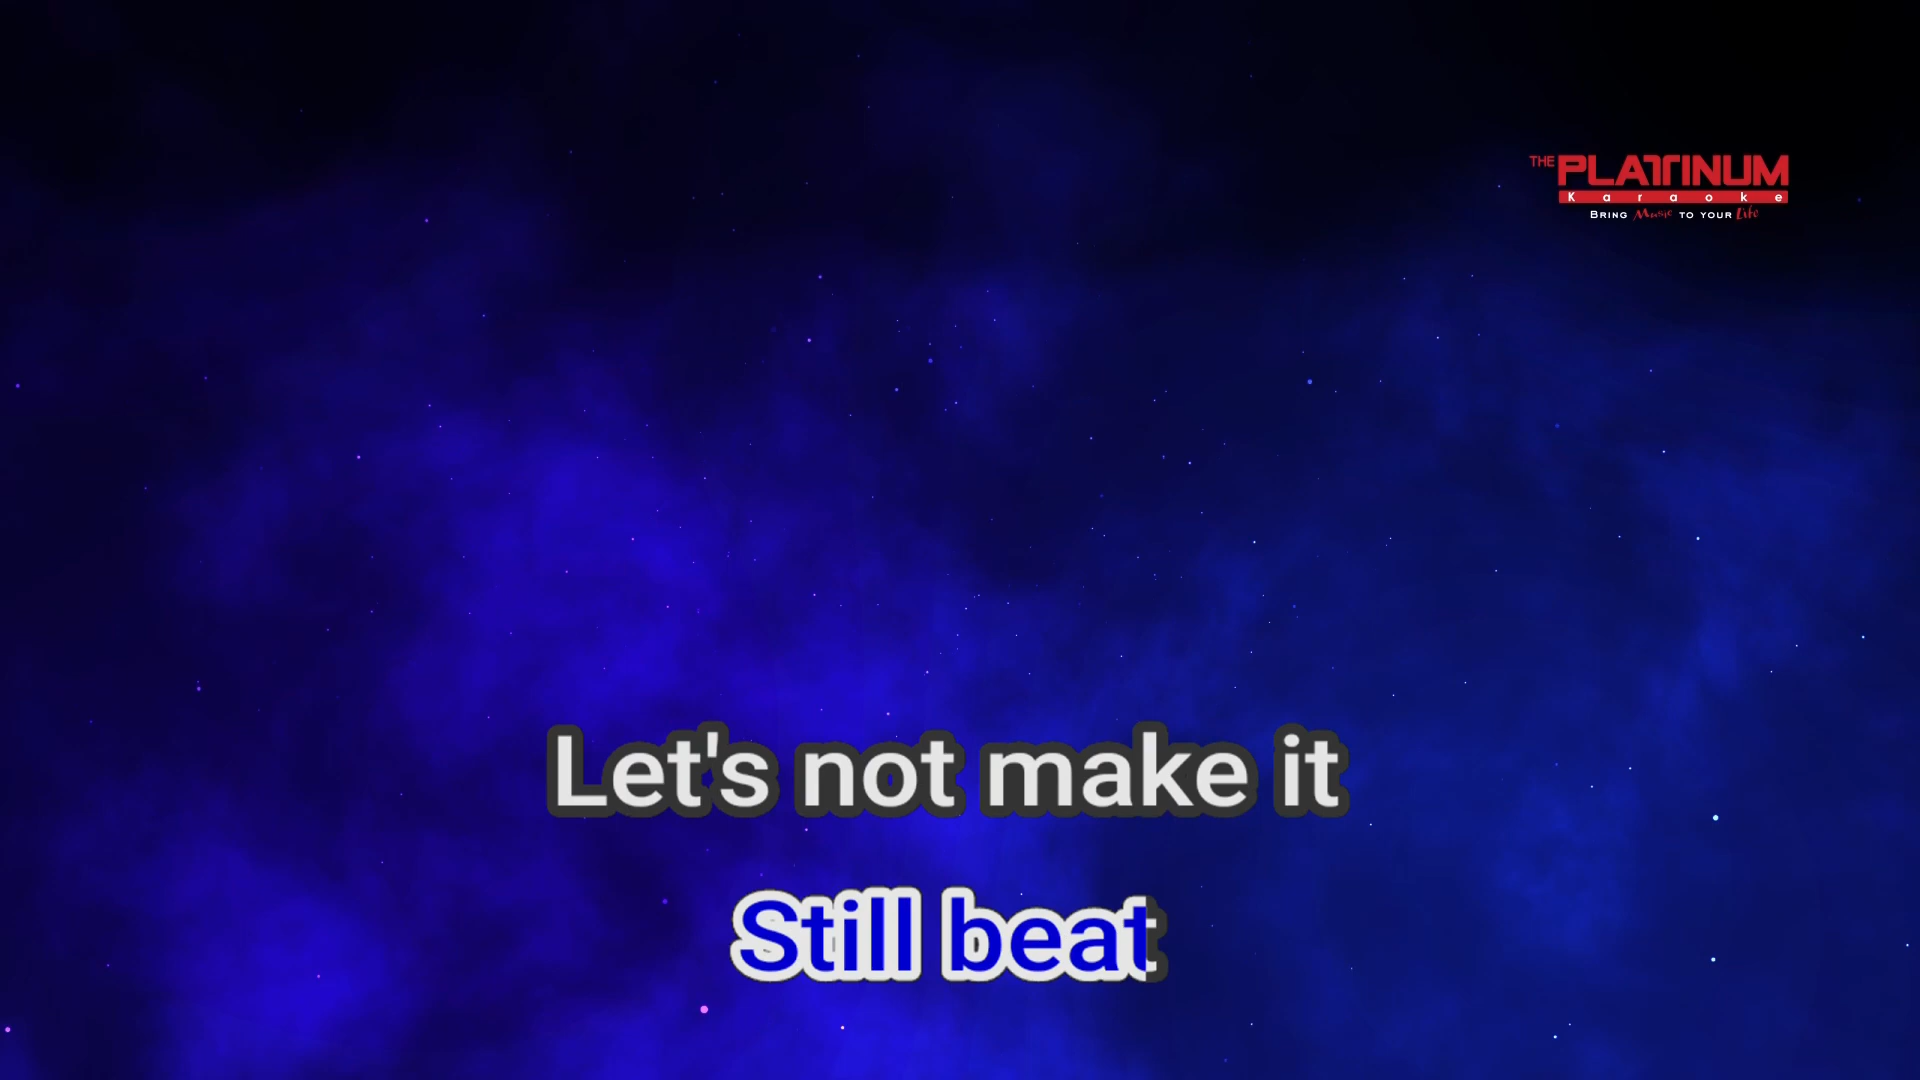 THE PLATINUM
Karaoke
BRING Music TO YOUR Life
Let's not make it
Still beat